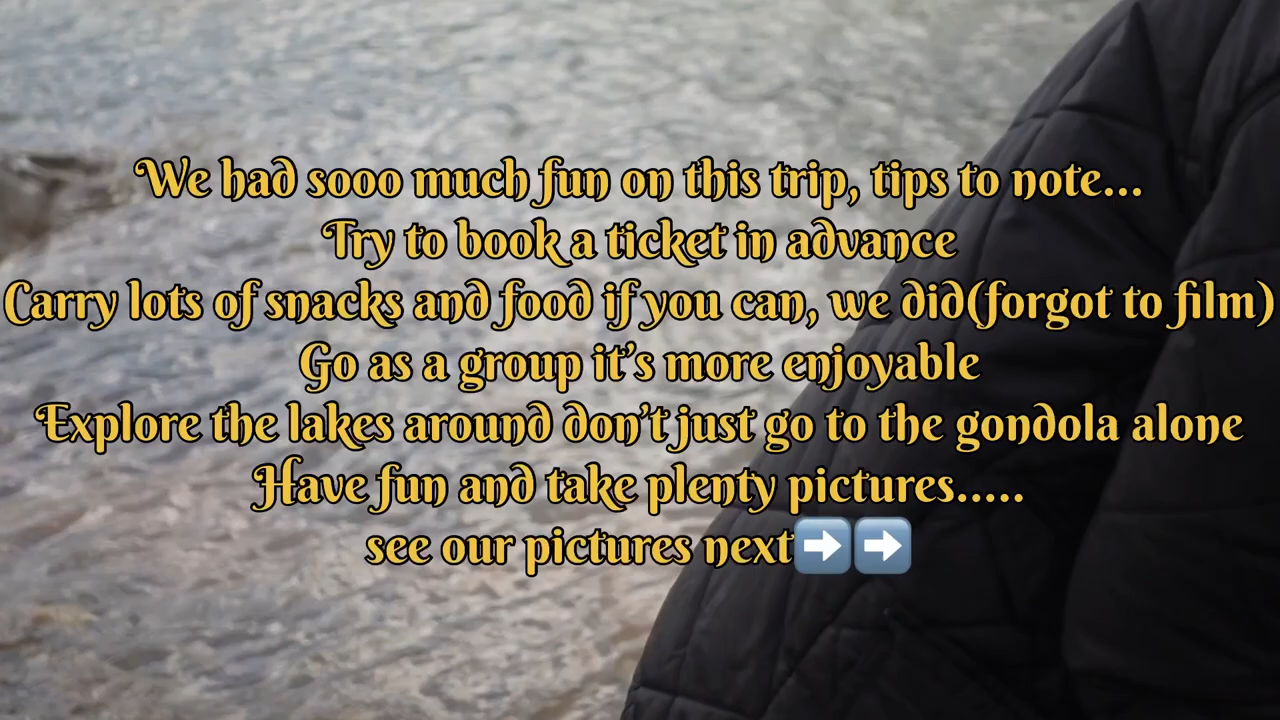 We had sooo much fun on this trip, tips to note...
Try to book a ticket in advance
Carry lots of snacks and food if you can, we did(forgot to film)
Go as a group it's more enjoyable
Explore the lakes around don't just go to the gondola alone
Have fun and take plenty pictures.....
see our pictures next➡️➡️